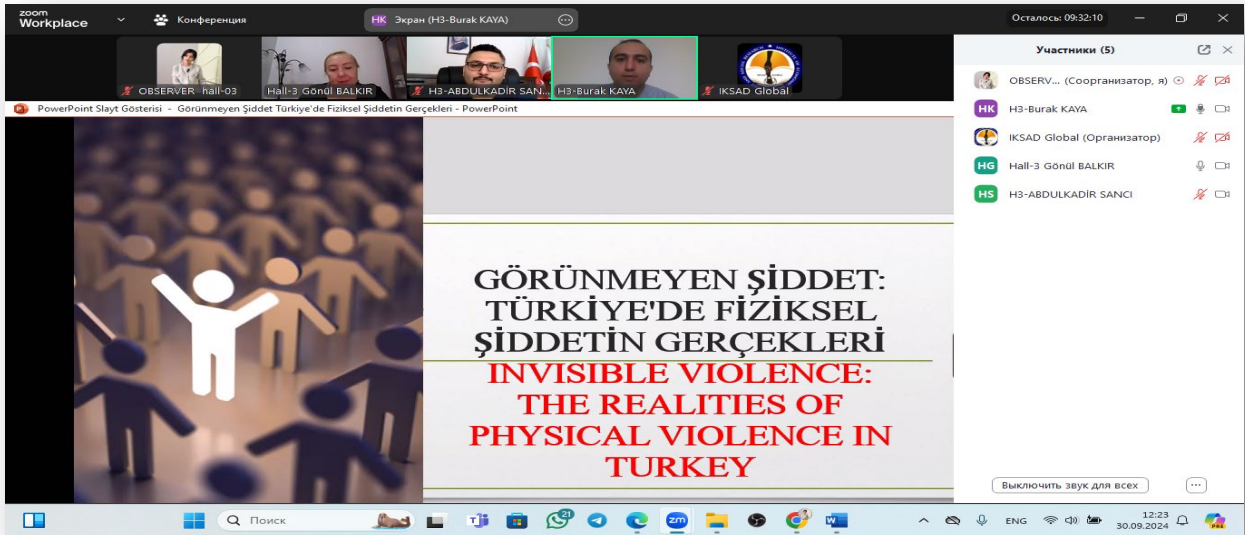 zoom
Workplace
Конференция
HK Экран (H3-Burak KAYA)
Осталось: 09:32:10
OBSERVER hall-03
Hall-3 Gönül BALKIR
H3-ABDULKADİR SAN...
H3-Burak KAYA
IKSAD Global
Участники (5)
OBSERV... (Соорганизатор, я)
HK H3-Burak KAYA
IKSAD Global (Организатор)
HG Hall-3 Gönül BALKIR
HS H3-ABDULKADİR SANCI
PowerPoint Slayt Gösterisi - Görünmeyen Şiddet Türkiye'de Fiziksel Şiddetin Gerçekleri - PowerPoint
GÖRÜNMEYEN ŞİDDET:
TÜRKİYE'DE FİZİKSEL
ŞİDDETİN GERÇEKLERİ
INVISIBLE VIOLENCE:
THE REALITIES OF
PHYSICAL VIOLENCE IN
TURKEY
Выключить звук для всех
Поиск
21
zm
ENG
12:23
30.09.2024